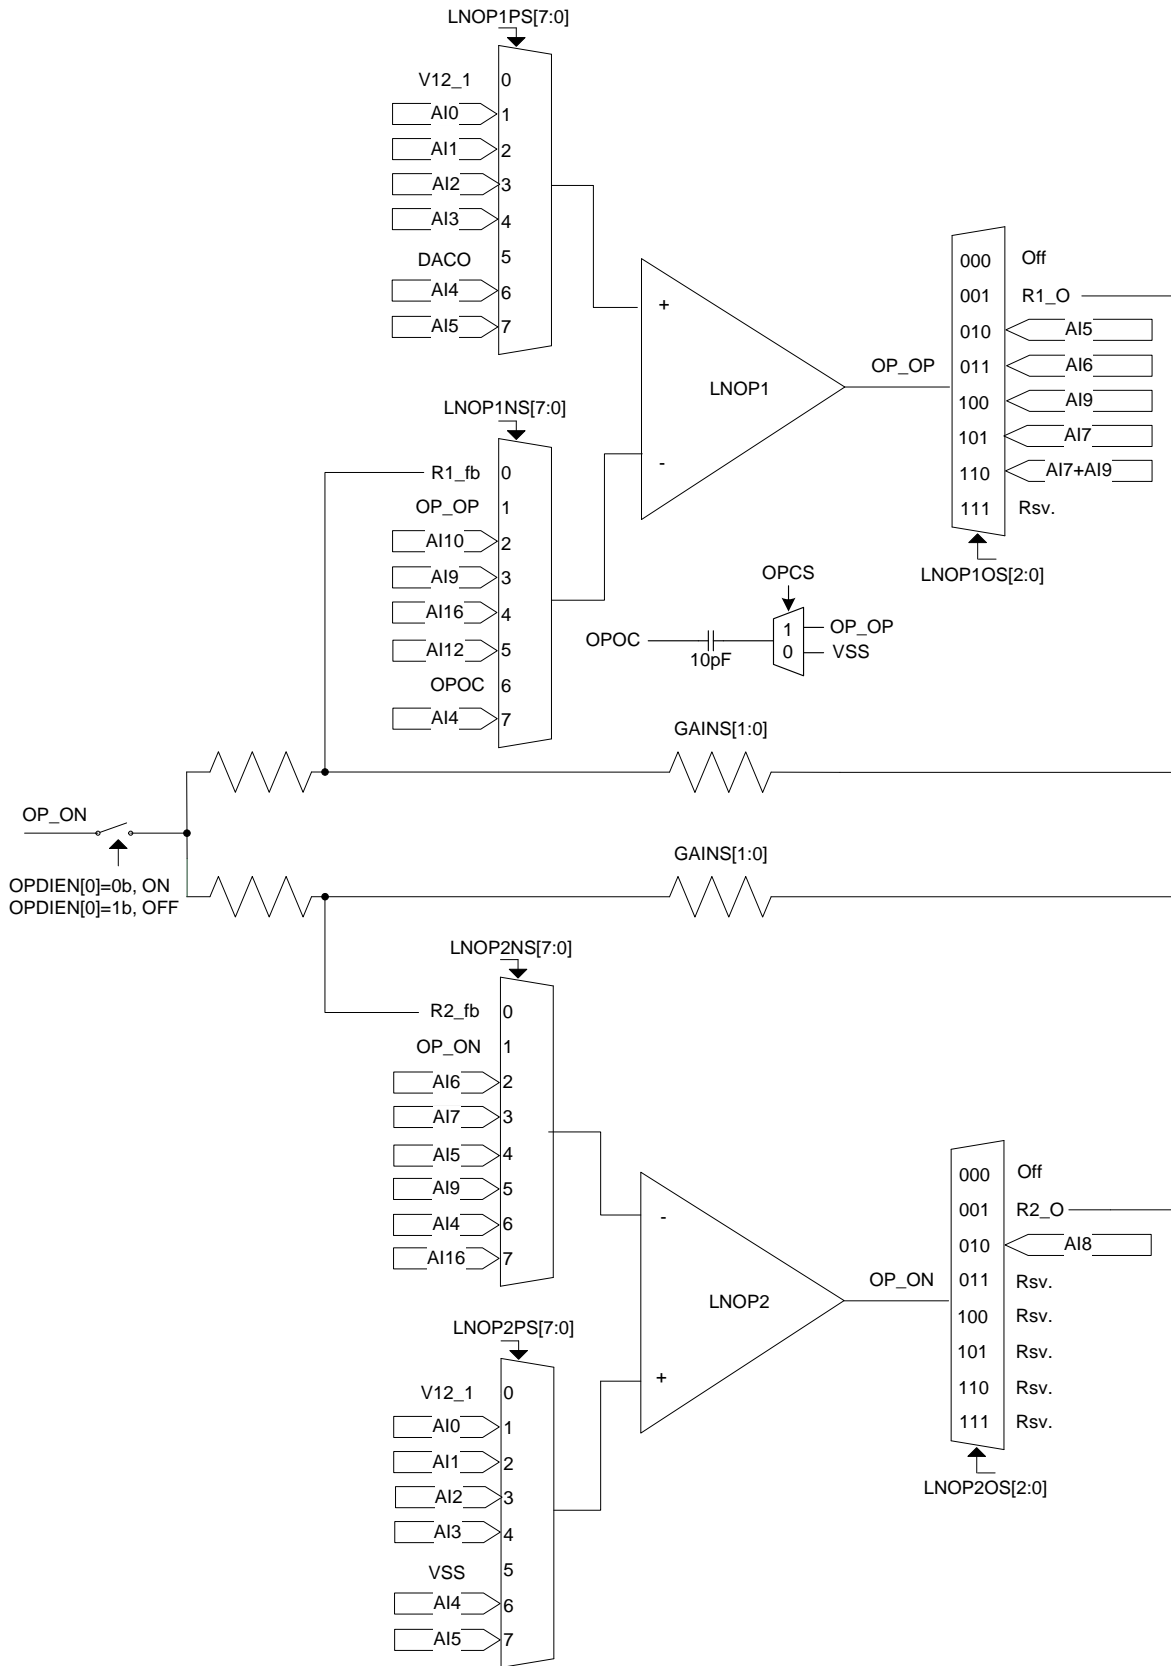 LNOP1PS[7:0]
V12_1 0
AI0 1
AI1 2
AI2 3
AI3 4
DACO 5
AI4 6
AI5 7
+
-
LNOP1
OP_OP
000 Off
001 R1_O
010 AI5
011 AI6
100 AI9
101 AI7
110 AI7+AI9
111 Rsv.
LNOP1OS[2:0]
LNOP1NS[7:0]
R1_fb 0
OP_OP 1
AI10 2
AI9 3
AI16 4
AI12 5
OPOC 6
AI4 7
OPCS
OPOC
10pF
1 OP_OP
0 VSS
GAINS[1:0]
OP_ON
OPDIEN[0]=0b, ON
OPDIEN[0]=1b, OFF
GAINS[1:0]
LNOP2NS[7:0]
R2_fb 0
OP_ON 1
AI6 2
AI7 3
AI5 4
AI9 5
AI4 6
AI16 7
-
+
LNOP2
OP_ON
000 Off
001 R2_O
010 AI8
011 Rsv.
100 Rsv.
101 Rsv.
110 Rsv.
111 Rsv.
LNOP2OS[2:0]
LNOP2PS[7:0]
V12_1 0
AI0 1
AI1 2
AI2 3
AI3 4
VSS 5
AI4 6
AI5 7